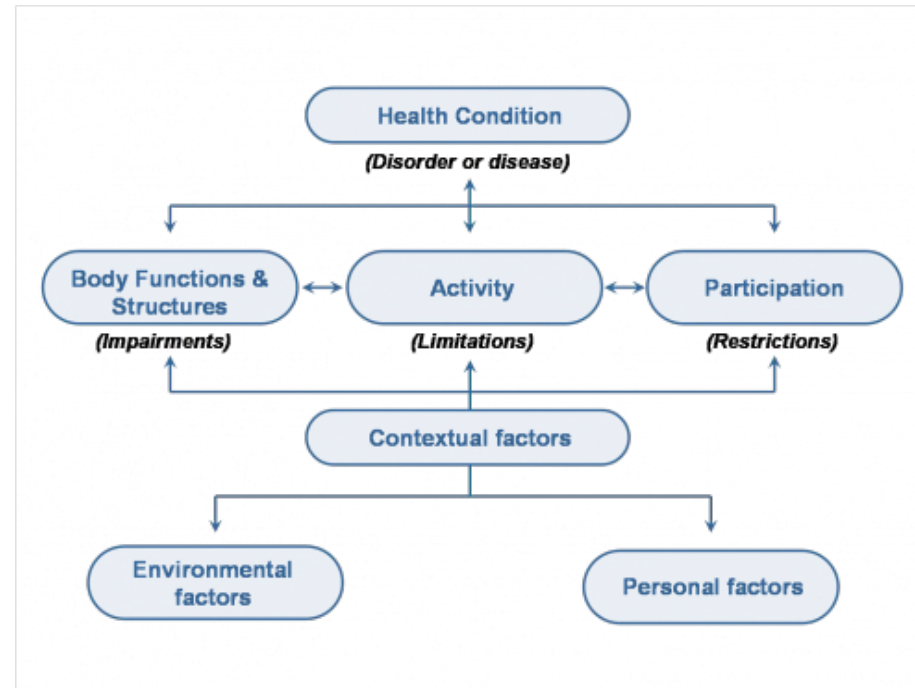 Health Condition
(Disorder or disease)
Body Functions &
Structures
Activity
Participation
(Impairments)
(Limitations)
(Restrictions)
Contextual factors
Environmental
factors
Personal factors